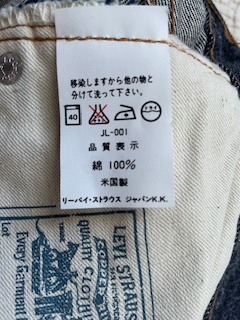 移染しますから他の物と
分けて洗って下さい。
40
JL-001
品質表示
綿 100%
米国製
リーバイ・ストラウス ジャパンK.K.
LEVI STRAUSS
QUALITY CLO
Every Garment
Lot